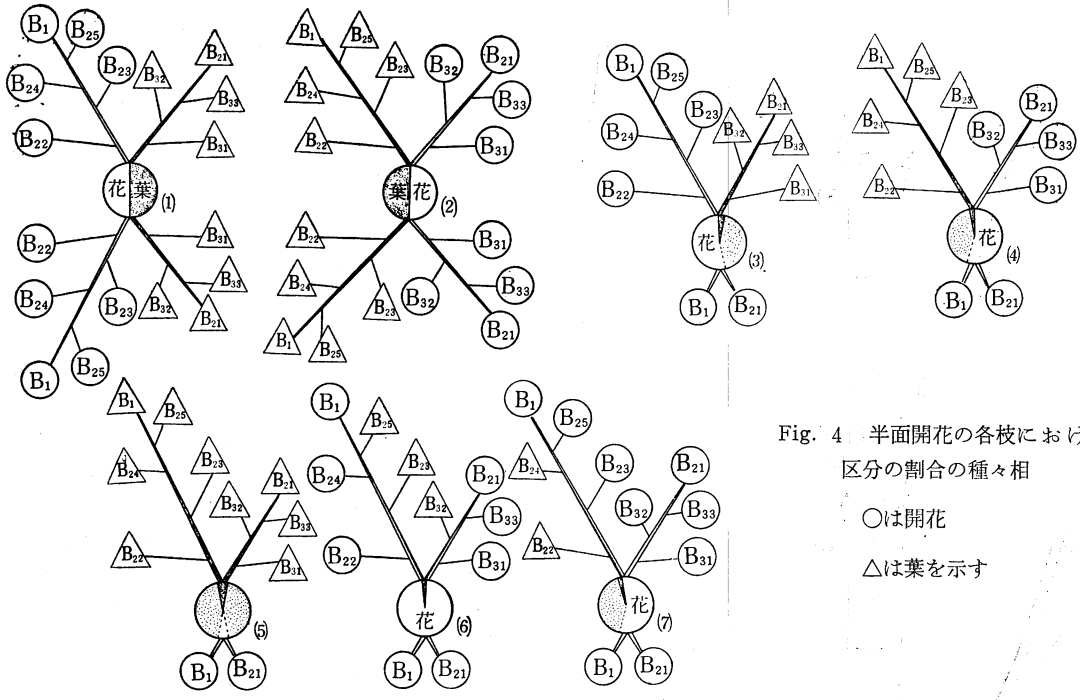 B1 B25 B24 B23 B22 B32 B21 B33 B31
花 葉 (1)
B22 B24 B23 B1 B25 B31 B33 B32 B21
B1 B25 B24 B23 B22 B32 B21 B33 B31
葉 花 (2)
B22 B24 B1 B25 B23 B32 B31 B33 B21
B1 B25 B24 B23 B22 B32 B21 B33 B31
花 (3)
B1 B21
B1 B25 B24 B23 B22 B32 B21 B33 B31
花 (4)
B1 B21
B1 B25 B24 B23 B22 B32 B21 B33 B31
(5)
B1 B21
B1 B25 B24 B23 B22 B32 B21 B33 B31
花 (6)
B1 B21
B1 B25 B24 B23 B22 B32 B21 B33 B31
花 (7)
B1 B21
Fig. 4 半面開花の各枝におけ
区分の割合の種々相
○は開花
△は葉を示す